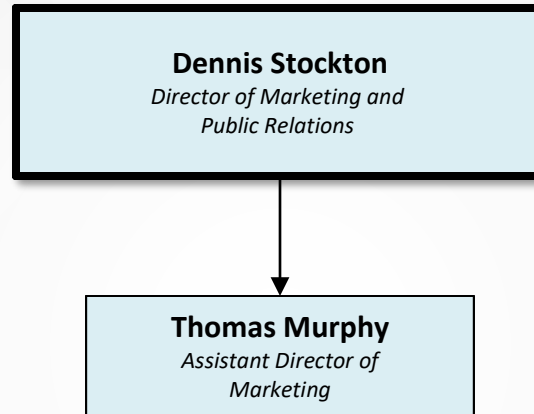 Dennis Stockton
Director of Marketing and
Public Relations
Thomas Murphy
Assistant Director of
Marketing